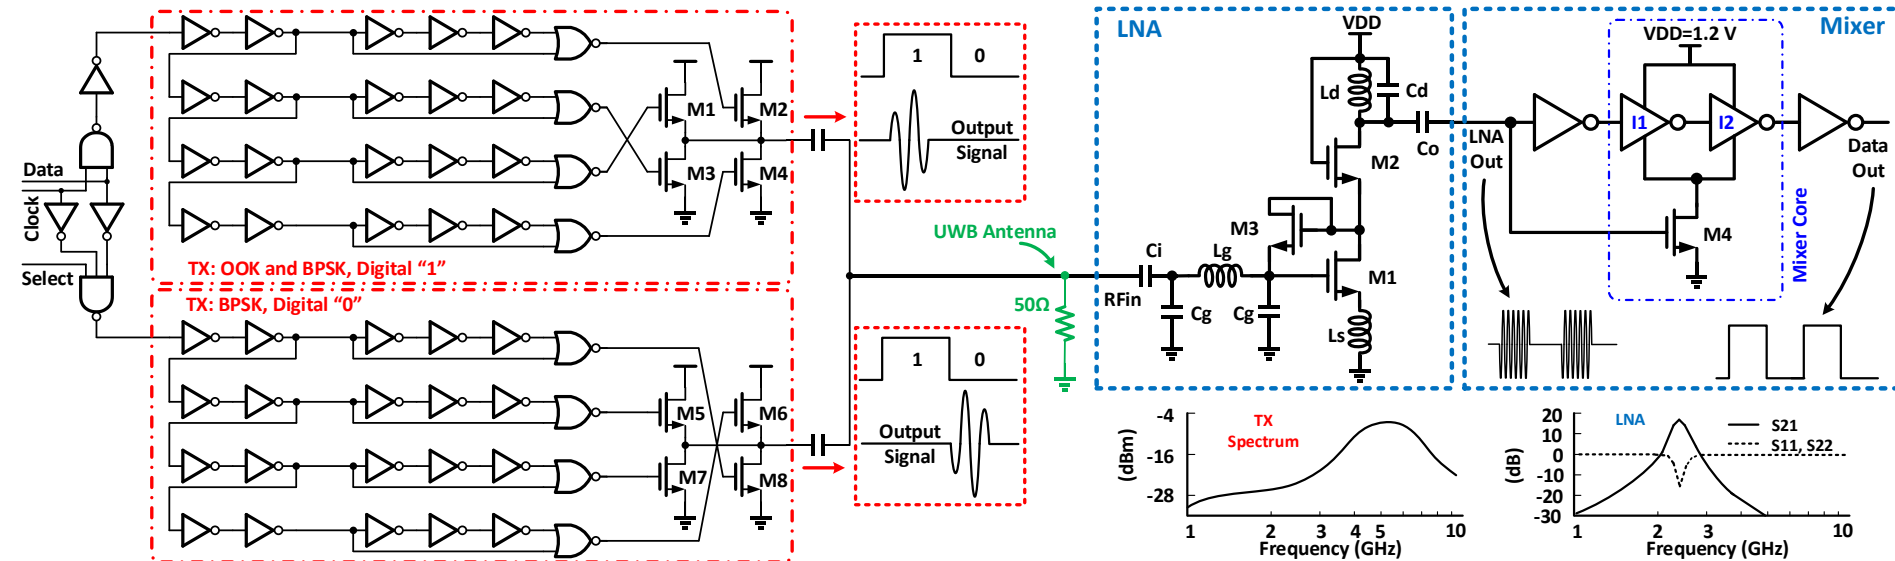 Data
Clock
Select
M1
M2
M3
M4
TX: OOK and BPSK, Digital “1”
TX: BPSK, Digital “0”
M5
M6
M7
M8
1 0
Output
Signal
1 0
Output
Signal
UWB Antenna
50Ω
LNA
VDD
Ld
Cd
Co
M2
M3
M1
Ci
Lg
RFin
Cg
Cg
Ls
Mixer
VDD=1.2 V
I1
I2
LNA
Out
Data
Out
M4
Mixer Core
-4
-16
-28
(dBm)
TX
Spectrum
1 2 3 4 5 10
Frequency (GHz)
20
10
0
-10
-20
-30
(dB)
LNA
S21
S11, S22
1 2 3 10
Frequency (GHz)